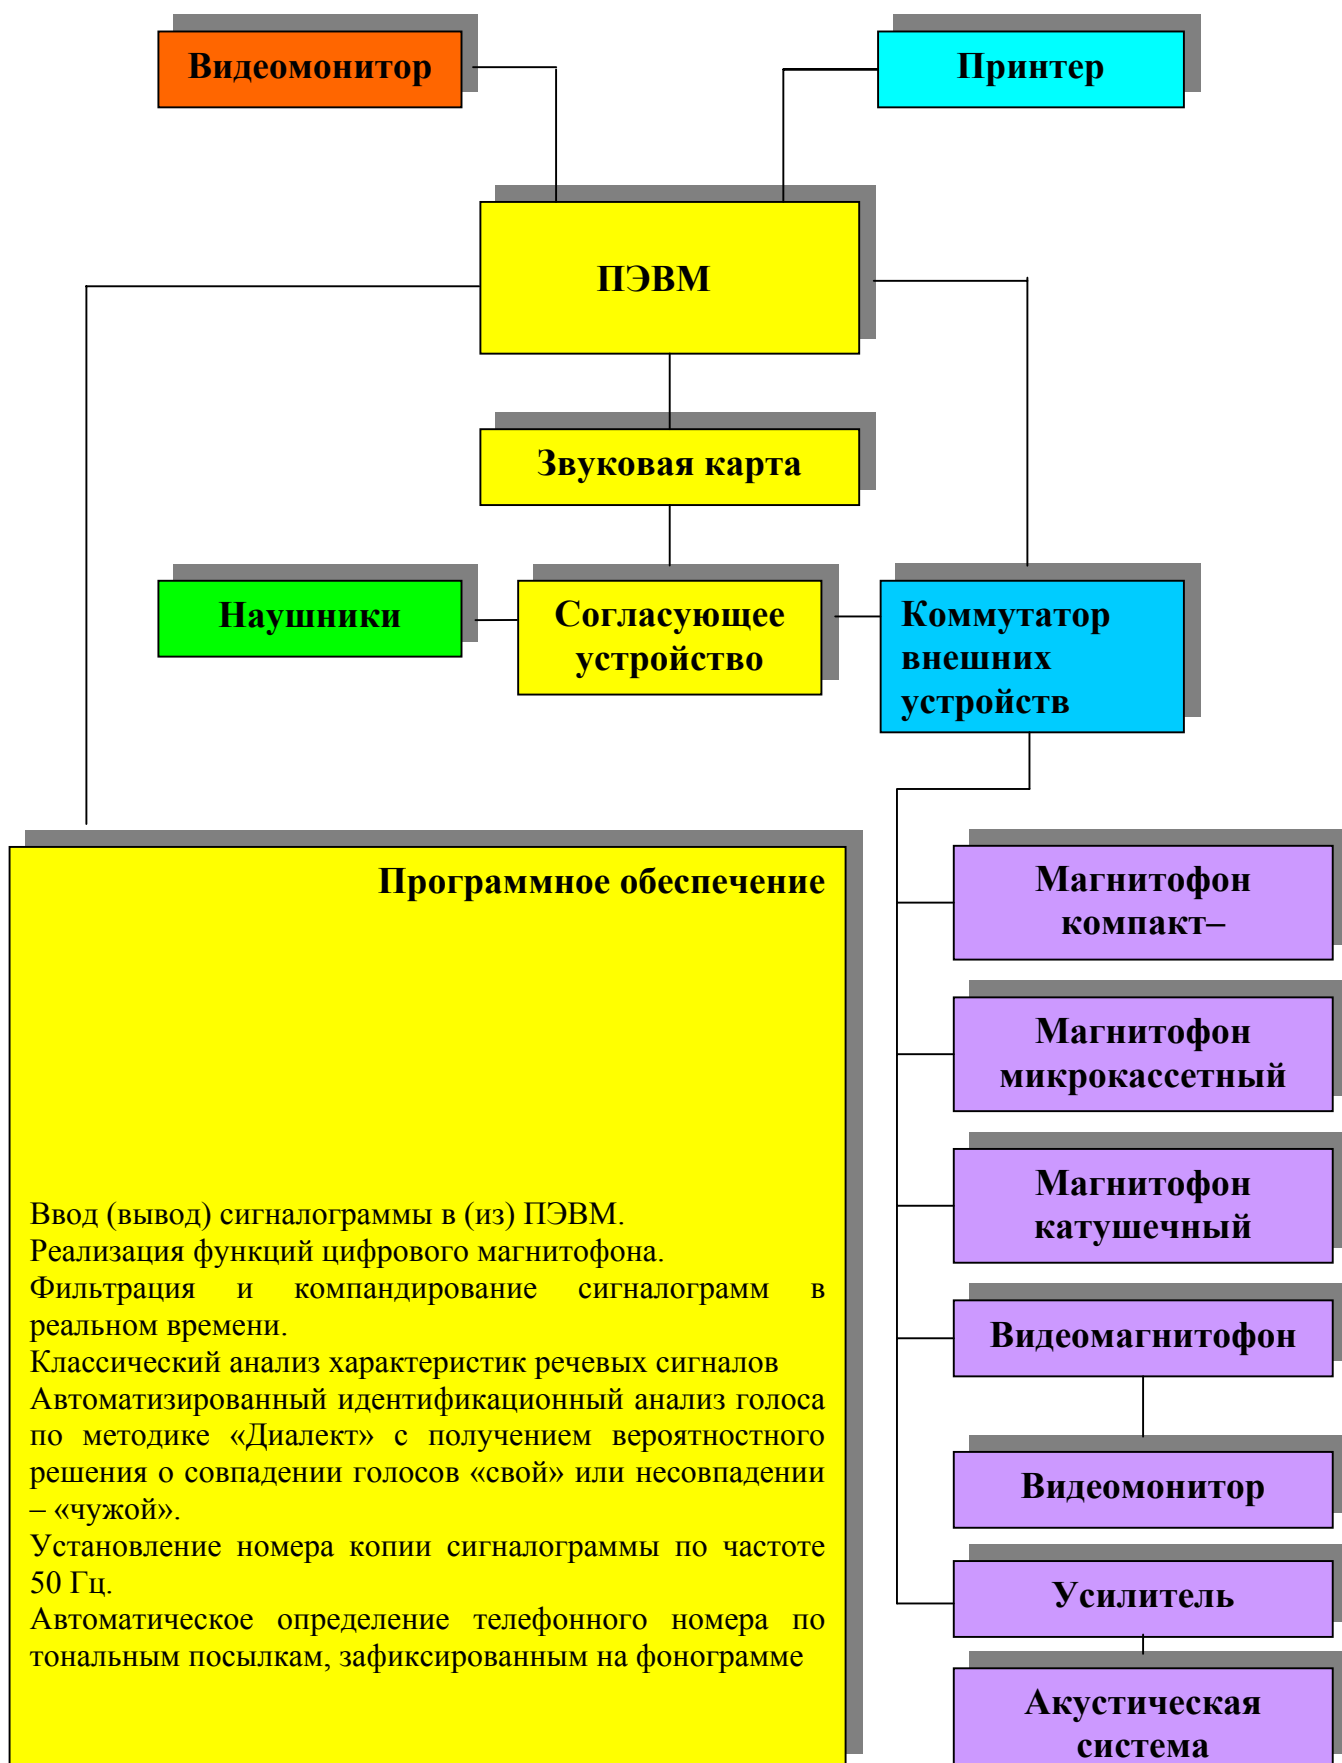 Видеомонитор
Принтер
ПЭВМ
Звуковая карта
Наушники
Согласующее
устройство
Коммутатор
внешних
устройств
Программное обеспечение
Ввод (вывод) сигналограммы в (из) ПЭВМ.
Реализация функций цифрового магнитофона.
Фильтрация и компандирование сигналограмм в
реальном времени.
Классический анализ характеристик речевых сигналов
Автоматизированный идентификационный анализ голоса
по методике «Диалект» с получением вероятностного
решения о совпадении голосов «свой» или несовпадении
– «чужой».
Установление номера копии сигналограммы по частоте
50 Гц.
Автоматическое определение телефонного номера по
тональным посылкам, зафиксированным на фонограмме
Магнитофон
компакт–
Магнитофон
микрокассетный
Магнитофон
катушечный
Видеомагнитофон
Видеомонитор
Усилитель
Акустическая
система